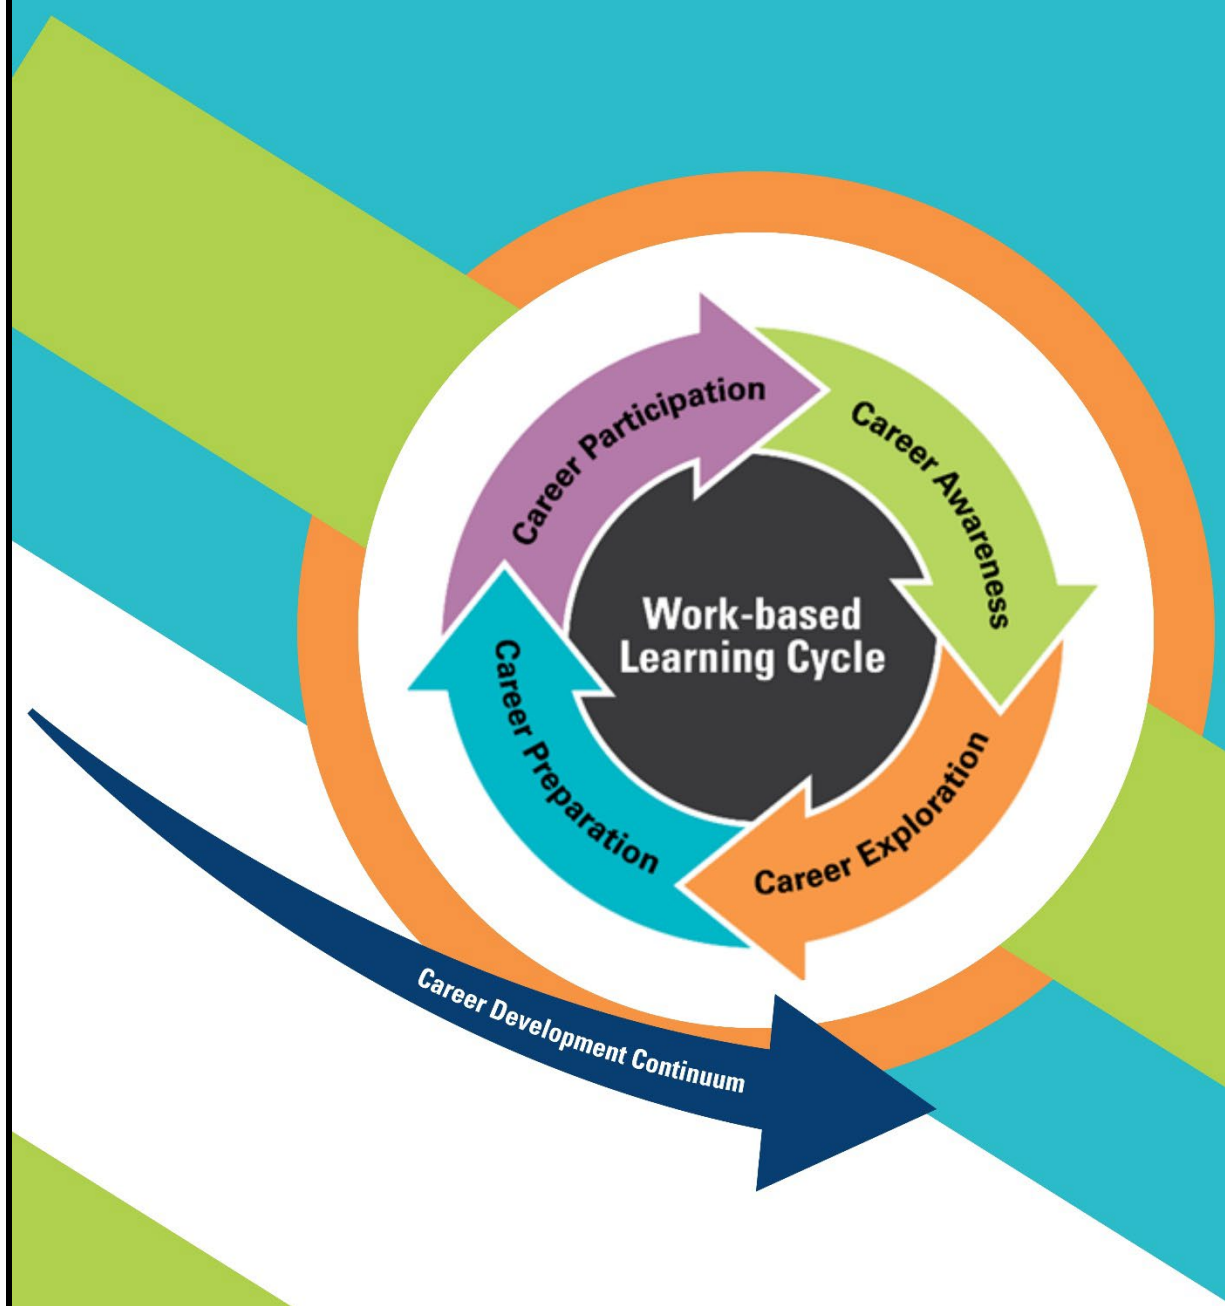 Career Participation
Career Awareness
Work-based
Learning Cycle
Career Preparation
Career Exploration
Career Development Continuum